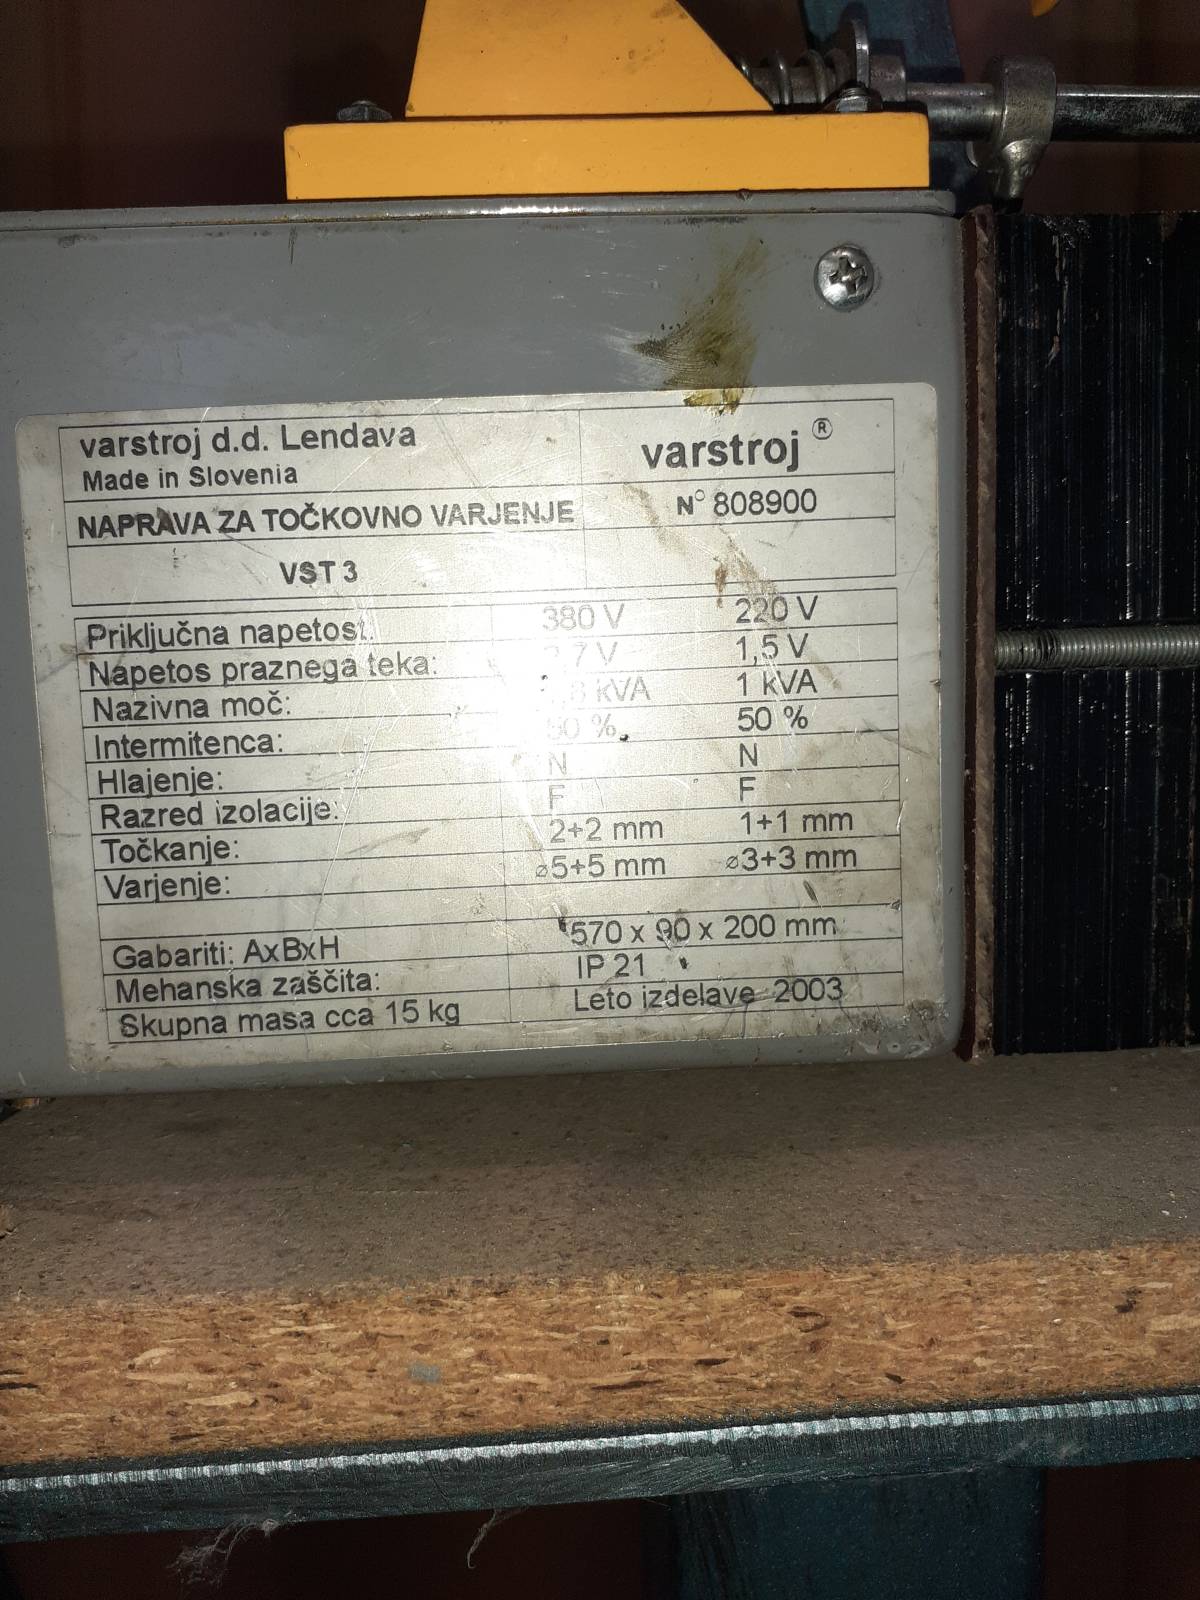 varstroj d.d. Lendava
Made in Slovenia
varstroj ®
NAPRAVA ZA TOČKOVNO VARJENJE
N° 808900
VST 3
Priključna napetost: 380 V 220 V
Napetos praznega teka: V 1,5 V
Nazivna moč: kVA 1 kVA
Intermitenca: 50 % 50 %
Hlajenje: N N
Razred izolacije: F F
Točkanje: 2+2 mm 1+1 mm
Varjenje: ⌀5+5 mm ⌀3+3 mm
Gabariti: AxBxH 570 x 90 x 200 mm
Mehanska zaščita: IP 21
Skupna masa cca 15 kg Leto izdelave 2003